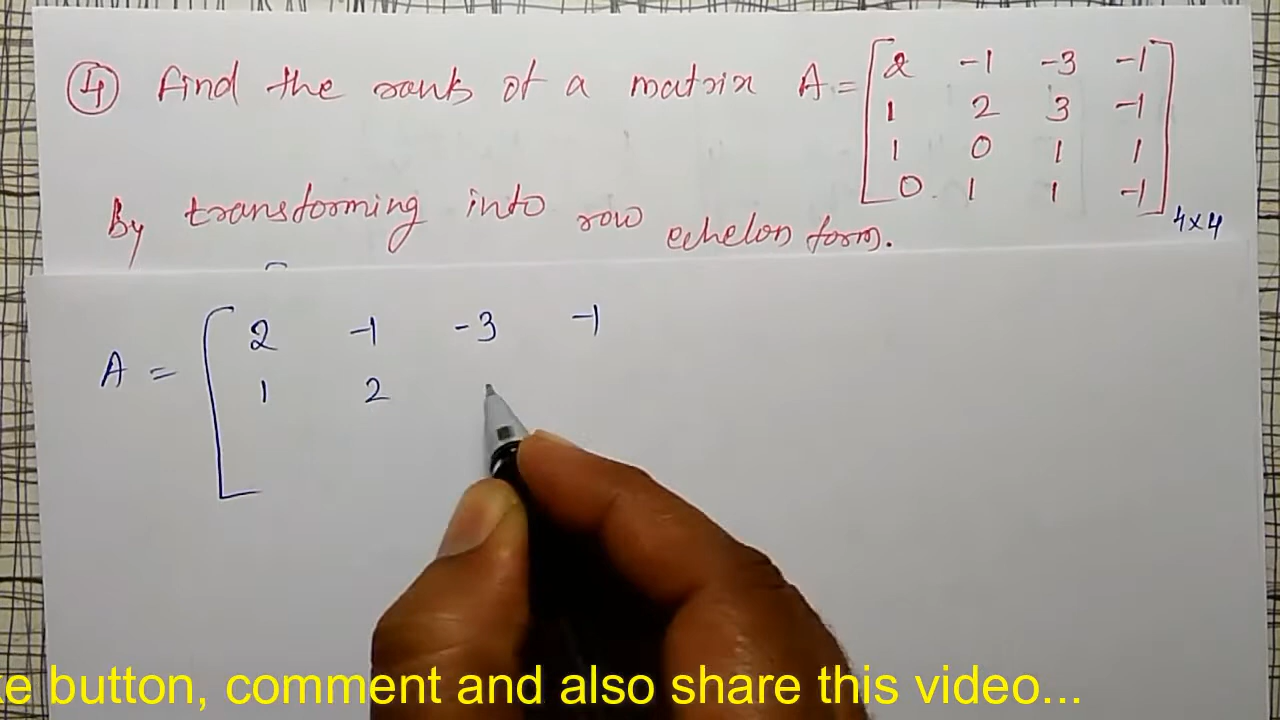 ④ Find the rank of a matrix A = [ 2 -1 -3 -1
1 2 3 -1
1 0 1 1
0 1 1 -1 ] 4×4
By transforming into row echelon form.
A = [ 2 -1 -3 -1
1 2
button, comment and also share this video...